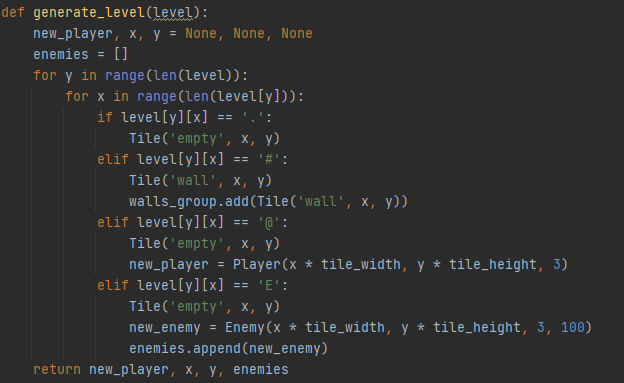 def generate_level(level):
    new_player, x, y = None, None, None
    enemies = []
    for y in range(len(level)):
        for x in range(len(level[y])):
            if level[y][x] == '.':
                Tile('empty', x, y)
            elif level[y][x] == '#':
                Tile('wall', x, y)
                walls_group.add(Tile('wall', x, y))
            elif level[y][x] == '@':
                Tile('empty', x, y)
                new_player = Player(x * tile_width, y * tile_height, 3)
            elif level[y][x] == 'E':
                Tile('empty', x, y)
                new_enemy = Enemy(x * tile_width, y * tile_height, 3, 100)
                enemies.append(new_enemy)
    return new_player, x, y, enemies